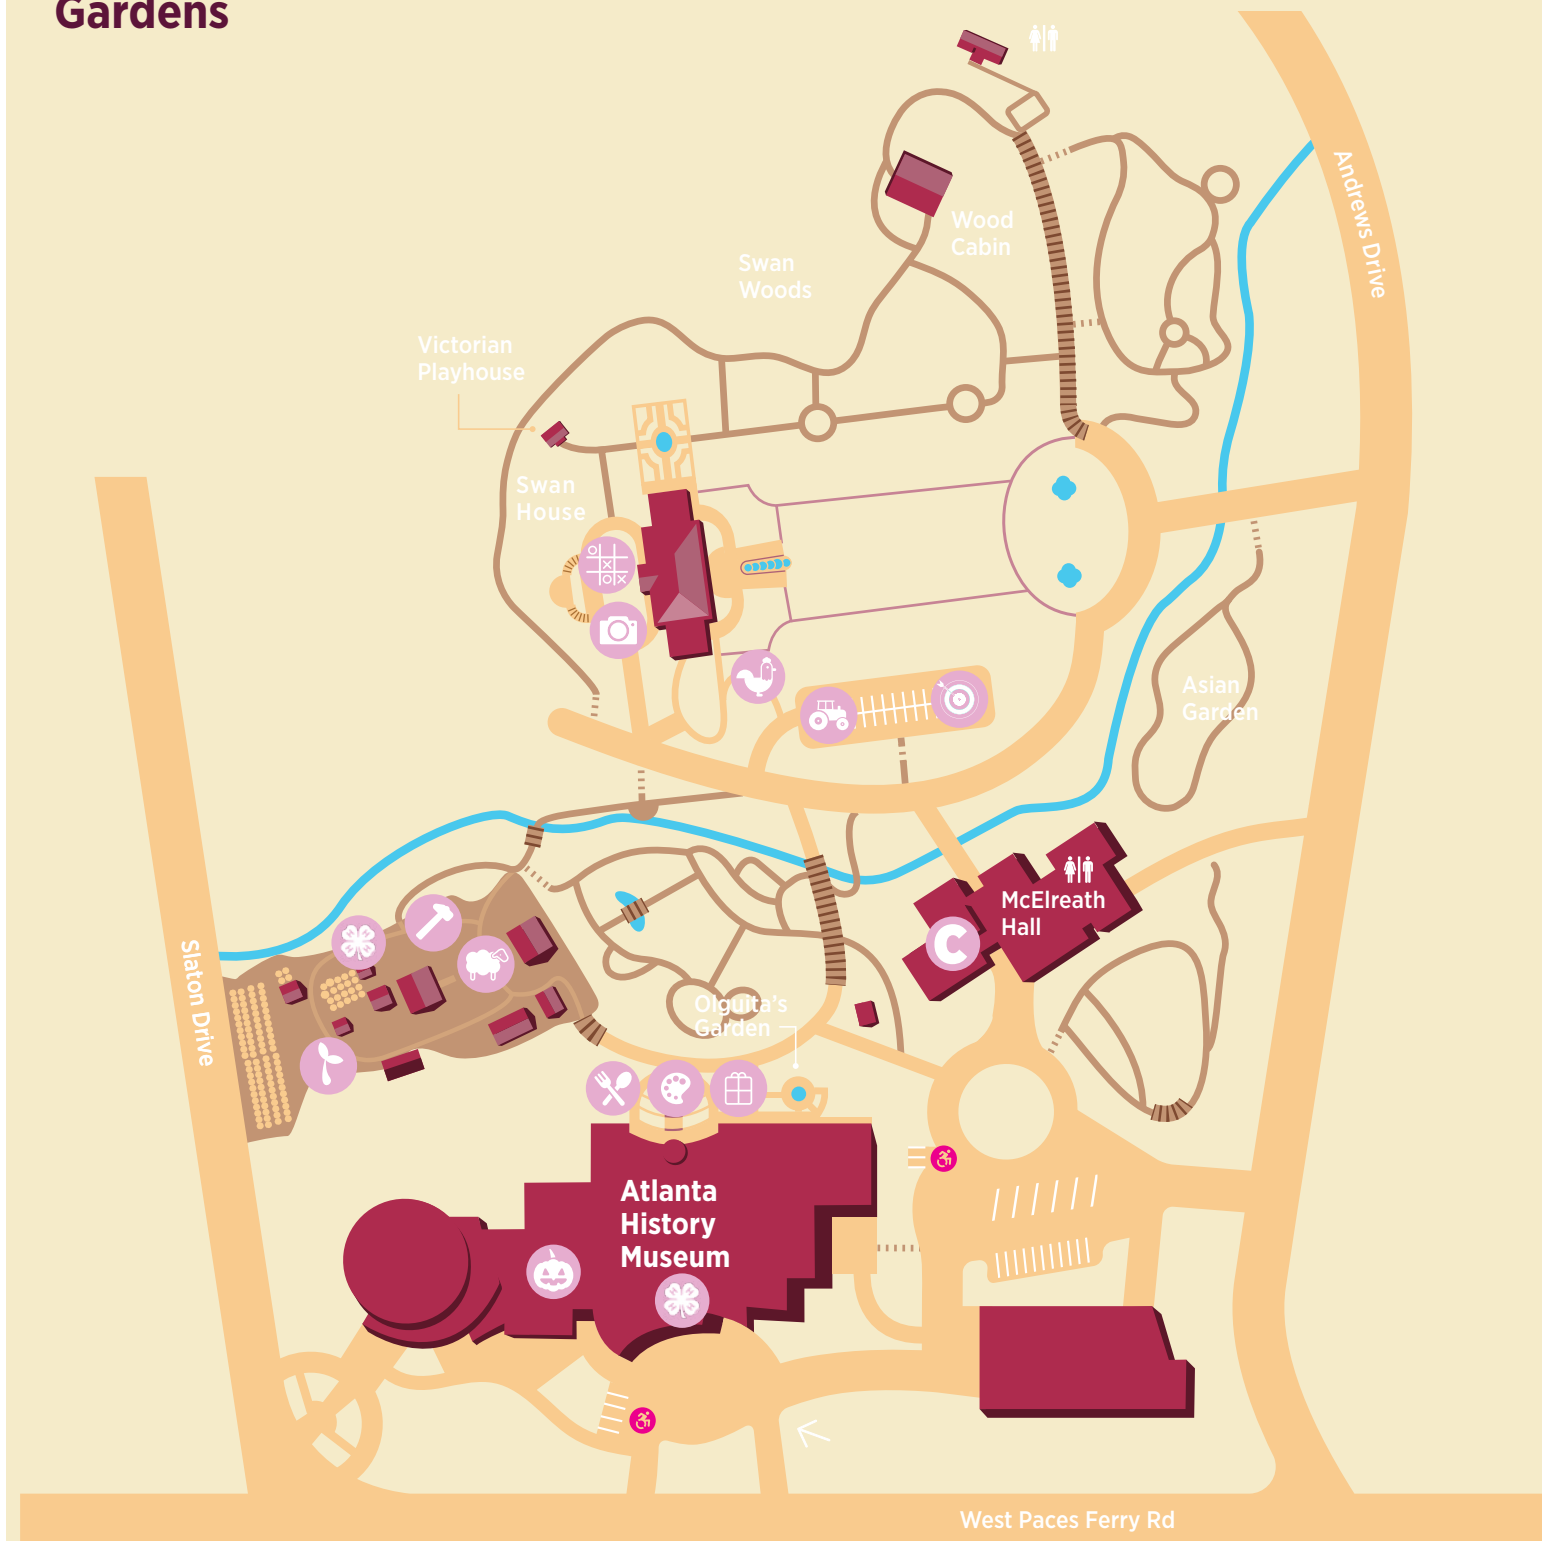 Gardens
Wood
Cabin
Andrews Drive
Swan
Woods
Victorian
Playhouse
Swan
House
Asian
Garden
McElreath
Hall
C
Slaton Drive
Olguita's
Garden
Atlanta
History
Museum
West Paces Ferry Rd